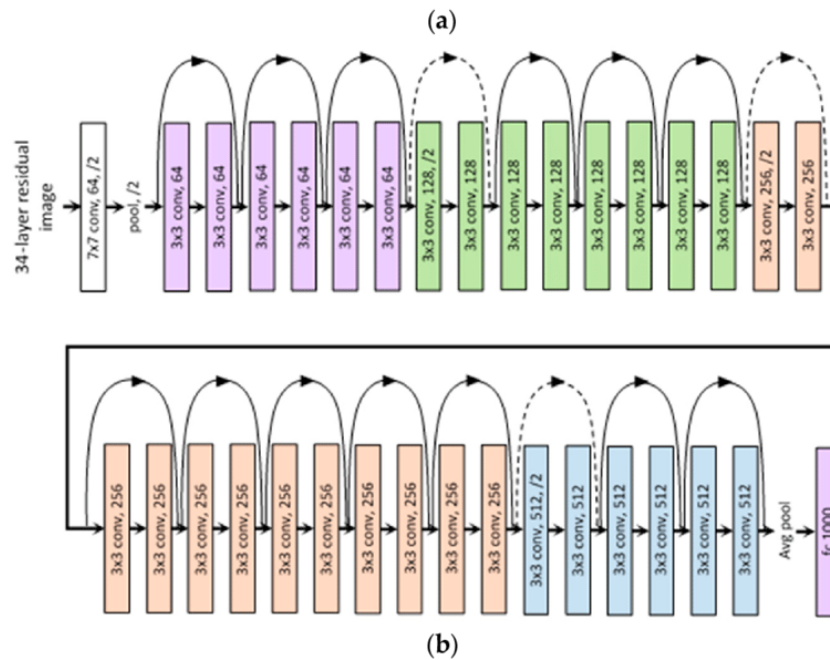 (a)
34-layer residual
image
7x7 conv, 64, /2
pool, /2
3x3 conv, 64
3x3 conv, 64
3x3 conv, 64
3x3 conv, 64
3x3 conv, 64
3x3 conv, 64
3x3 conv, 128, /2
3x3 conv, 128
3x3 conv, 128
3x3 conv, 128
3x3 conv, 128
3x3 conv, 128
3x3 conv, 128
3x3 conv, 128
3x3 conv, 256, /2
3x3 conv, 256
3x3 conv, 256
3x3 conv, 256
3x3 conv, 256
3x3 conv, 256
3x3 conv, 256
3x3 conv, 256
3x3 conv, 256
3x3 conv, 256
3x3 conv, 256
3x3 conv, 256
3x3 conv, 512, /2
3x3 conv, 512
3x3 conv, 512
3x3 conv, 512
3x3 conv, 512
3x3 conv, 512
Avg pool
fc 1000
(b)